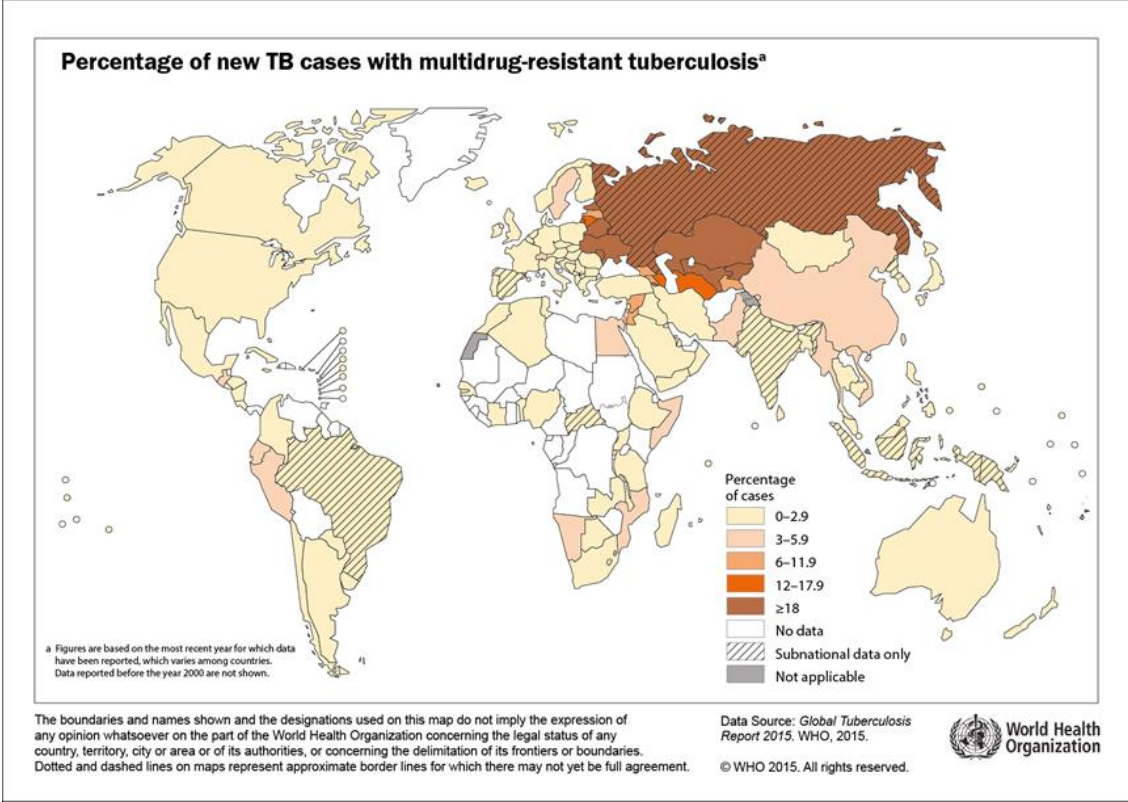 Percentage of new TB cases with multidrug-resistant tuberculosisᵃ
Percentage
of cases
0–2.9
3–5.9
6–11.9
12–17.9
≥18
No data
Subnational data only
Not applicable
a Figures are based on the most recent year for which data
have been reported, which varies among countries.
Data reported before the year 2000 are not shown.
The boundaries and names shown and the designations used on this map do not imply the expression of
any opinion whatsoever on the part of the World Health Organization concerning the legal status of any
country, territory, city or area or of its authorities, or concerning the delimitation of its frontiers or boundaries.
Dotted and dashed lines on maps represent approximate border lines for which there may not yet be full agreement.
Data Source: Global Tuberculosis
Report 2015. WHO, 2015.
© WHO 2015. All rights reserved.
World Health
Organization